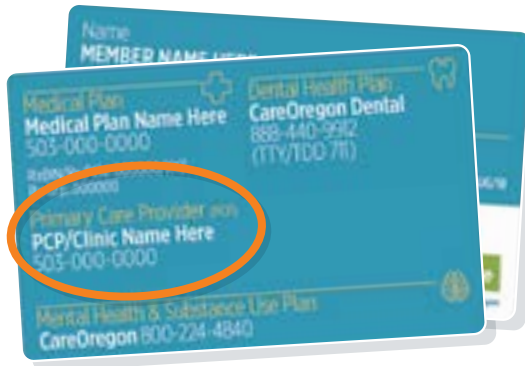 Name
MEMBER NAME
Medical Plan
Medical Plan Name Here
503-000-0000
Primary Care Provider (PCP)
PCP/Clinic Name Here
503-000-0000
Dental Health Plan
CareOregon Dental
888-440-9912
(TTY/TDD 711)
Mental Health & Substance Use Plan
CareOregon 800-224-4840